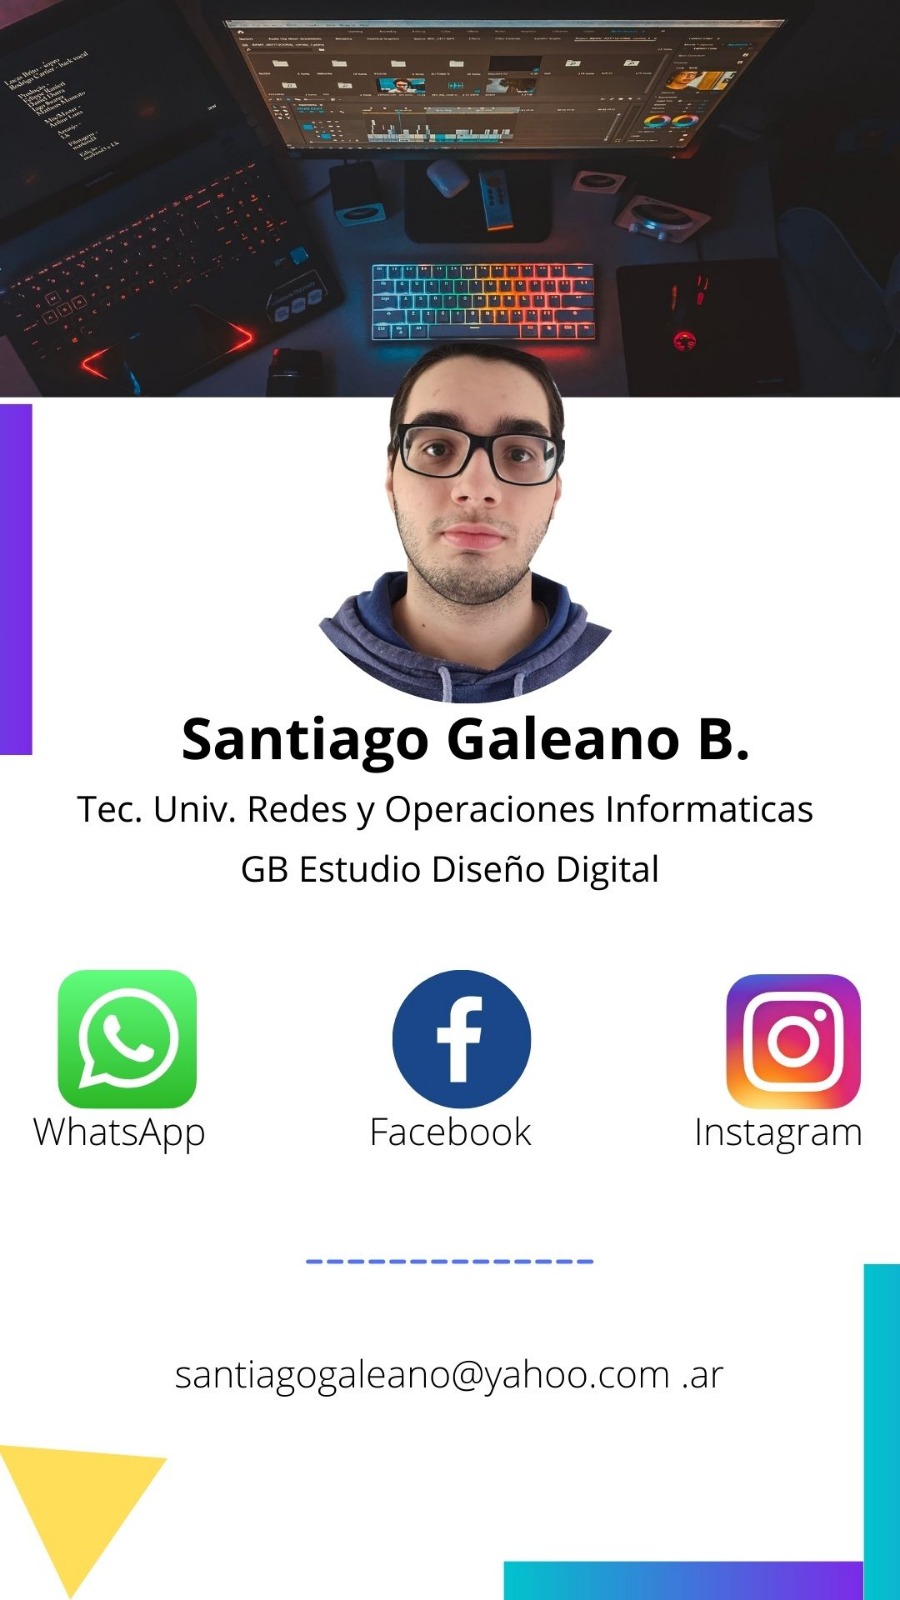 Santiago Galeano B.
Tec. Univ. Redes y Operaciones Informaticas
GB Estudio Diseño Digital
WhatsApp Facebook Instagram
santiagogaleano@yahoo.com .ar